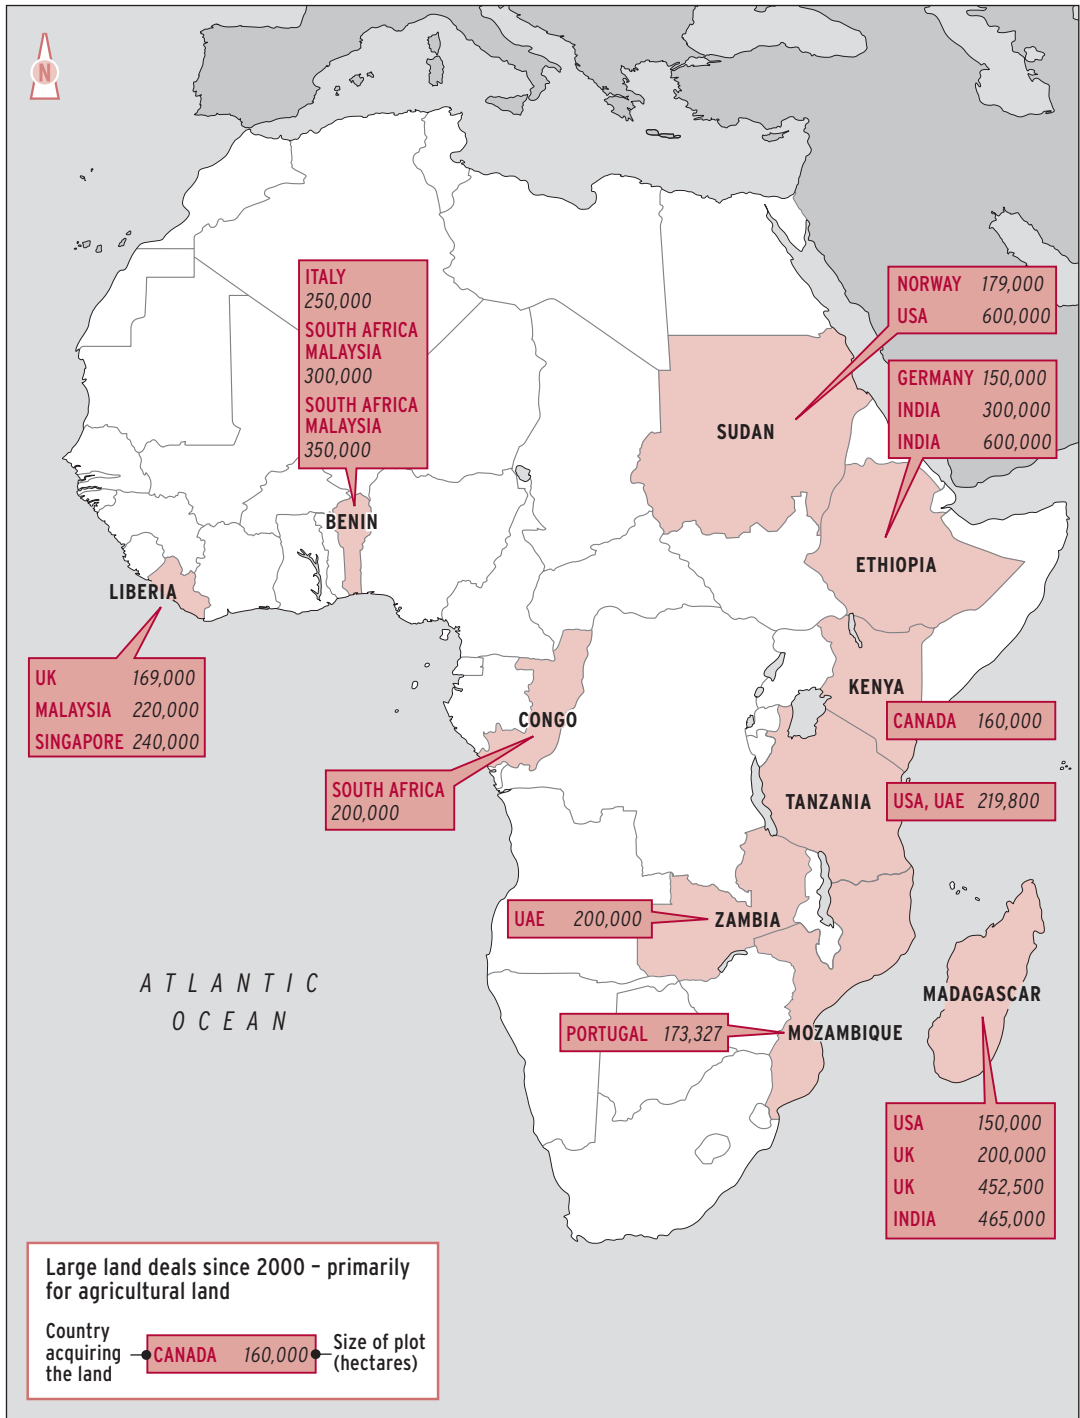 N
ITALY
250,000
SOUTH AFRICA
MALAYSIA
300,000
SOUTH AFRICA
MALAYSIA
350,000
BENIN
NORWAY 179,000
USA 600,000
SUDAN
GERMANY 150,000
INDIA 300,000
INDIA 600,000
ETHIOPIA
LIBERIA
UK 169,000
MALAYSIA 220,000
SINGAPORE 240,000
CONGO
SOUTH AFRICA
200,000
KENYA
CANADA 160,000
TANZANIA
USA, UAE 219,800
UAE 200,000
ZAMBIA
PORTUGAL 173,327
MOZAMBIQUE
MADAGASCAR
USA 150,000
UK 200,000
UK 452,500
INDIA 465,000
ATLANTIC
OCEAN
Large land deals since 2000 – primarily
for agricultural land
Country
acquiring
the land
CANADA 160,000
Size of plot
(hectares)